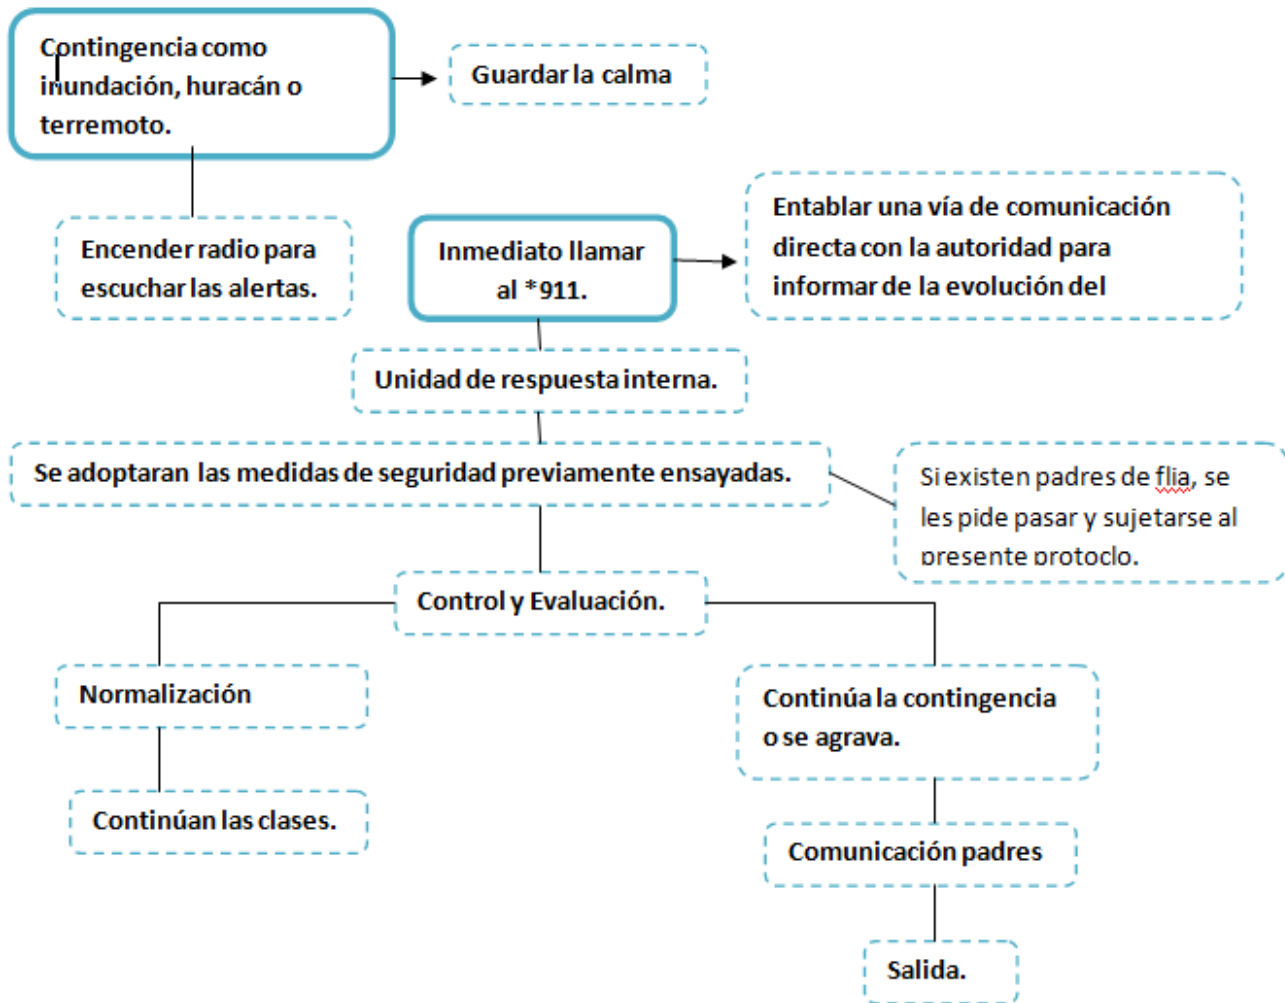 Contingencia como
inundación, huracán o
terremoto.
Guardar la calma
Encender radio para
escuchar las alertas.
Inmediato llamar
al *911.
Entablar una vía de comunicación
directa con la autoridad para
informar de la evolución del
Unidad de respuesta interna.
Se adoptaran las medidas de seguridad previamente ensayadas.
Si existen padres de flia, se
les pide pasar y sujetarse al
presente protoclo.
Control y Evaluación.
Normalización
Continúa la contingencia
o se agrava.
Continúan las clases.
Comunicación padres
Salida.